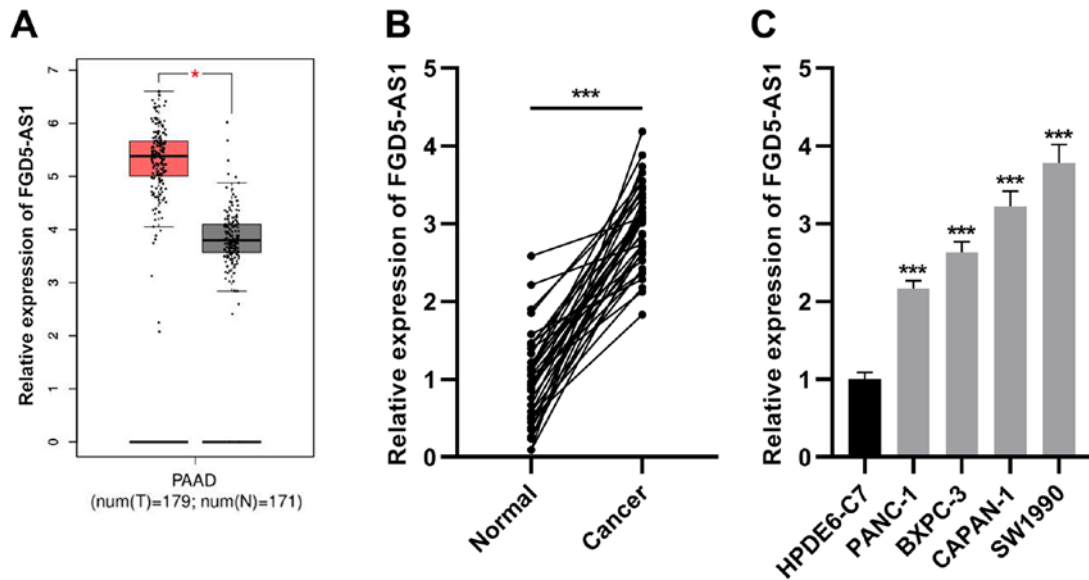 A
Relative expression of FGD5-AS1
7
6
5
4
3
2
1
0
*
PAAD
(num(T)=179; num(N)=171)
B
Relative expression of FGD5-AS1
5
4
3
2
1
0
***
Normal
Cancer
C
Relative expression of FGD5-AS1
5
4
3
2
1
0
***
***
***
***
HPDE6-C7
PANC-1
BXPC-3
CAPAN-1
SW1990